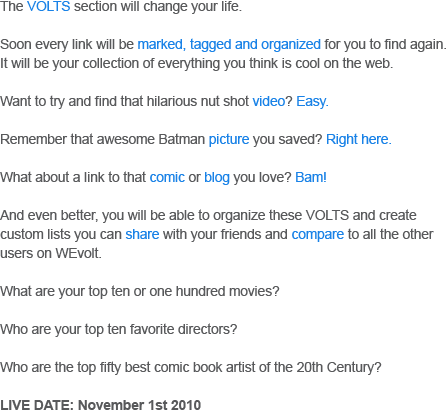 The VOLTS section will change your life.
Soon every link will be marked, tagged and organized for you to find again.
It will be your collection of everything you think is cool on the web.
Want to try and find that hilarious nut shot video? Easy.
Remember that awesome Batman picture you saved? Right here.
What about a link to that comic or blog you love? Bam!
And even better, you will be able to organize these VOLTS and create
custom lists you can share with your friends and compare to all the other
users on WEvolt.
What are your top ten or one hundred movies?
Who are your top ten favorite directors?
Who are the top fifty best comic book artist of the 20th Century?
LIVE DATE: November 1st 2010